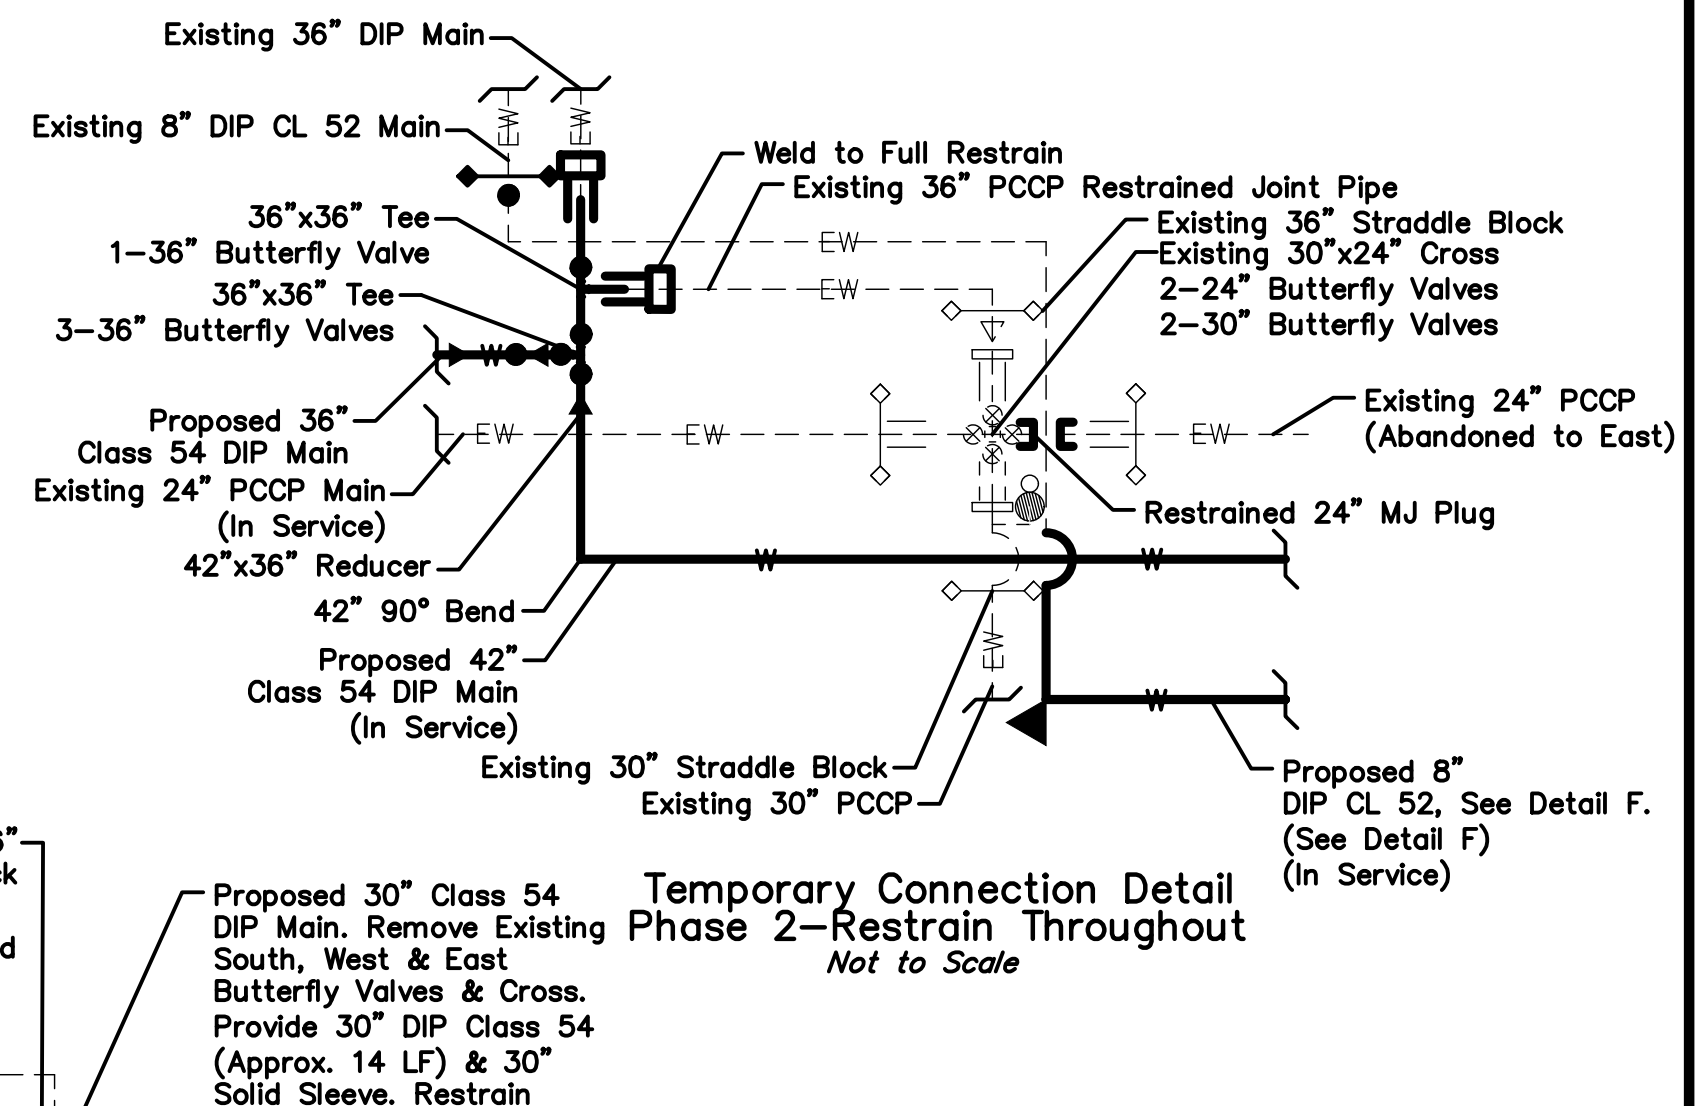 Existing 36” DIP Main
Existing 8” DIP CL 52 Main
Weld to Full Restrain
Existing 36” PCCP Restrained Joint Pipe
36”x36” Tee
1-36” Butterfly Valve
Existing 36” Straddle Block
Existing 30”x24” Cross
2-24” Butterfly Valves
2-30” Butterfly Valves
36”x36” Tee
3-36” Butterfly Valves
EW
EW
EW
EW
W
Proposed 36”
Class 54 DIP Main
Existing 24” PCCP
(Abandoned to East)
EW
EW
EW
Existing 24” PCCP Main
(In Service)
Restrained 24” MJ Plug
42”x36” Reducer
W
W
42” 90° Bend
Proposed 42”
Class 54 DIP Main
(In Service)
EW
W
Existing 30” Straddle Block
Existing 30” PCCP
Proposed 8”
DIP CL 52, See Detail F.
(See Detail F)
(In Service)
Temporary Connection Detail
Phase 2-Restrain Throughout
Not to Scale
Proposed 30” Class 54
DIP Main. Remove Existing
South, West & East
Butterfly Valves & Cross.
Provide 30” DIP Class 54
(Approx. 14 LF) & 30”
Solid Sleeve. Restrain